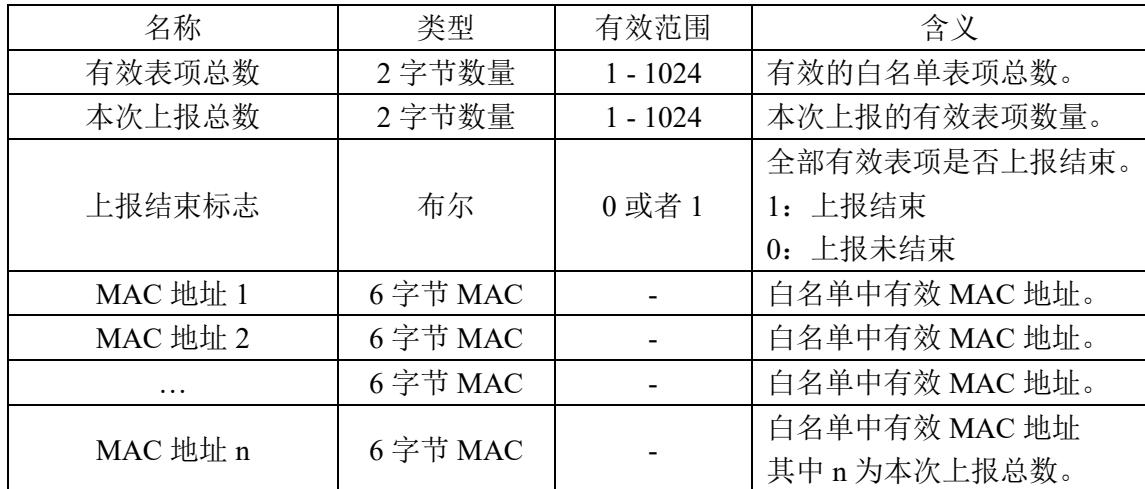 名称 类型 有效范围 含义
有效表项总数 2 字节数量 1 - 1024 有效的白名单表项总数。
本次上报总数 2 字节数量 1 - 1024 本次上报的有效表项数量。
上报结束标志 布尔 0 或者 1 全部有效表项是否上报结束。
1：上报结束
0：上报未结束
MAC 地址 1 6 字节 MAC - 白名单中有效 MAC 地址。
MAC 地址 2 6 字节 MAC - 白名单中有效 MAC 地址。
… 6 字节 MAC - 白名单中有效 MAC 地址。
MAC 地址 n 6 字节 MAC - 白名单中有效 MAC 地址
其中 n 为本次上报总数。